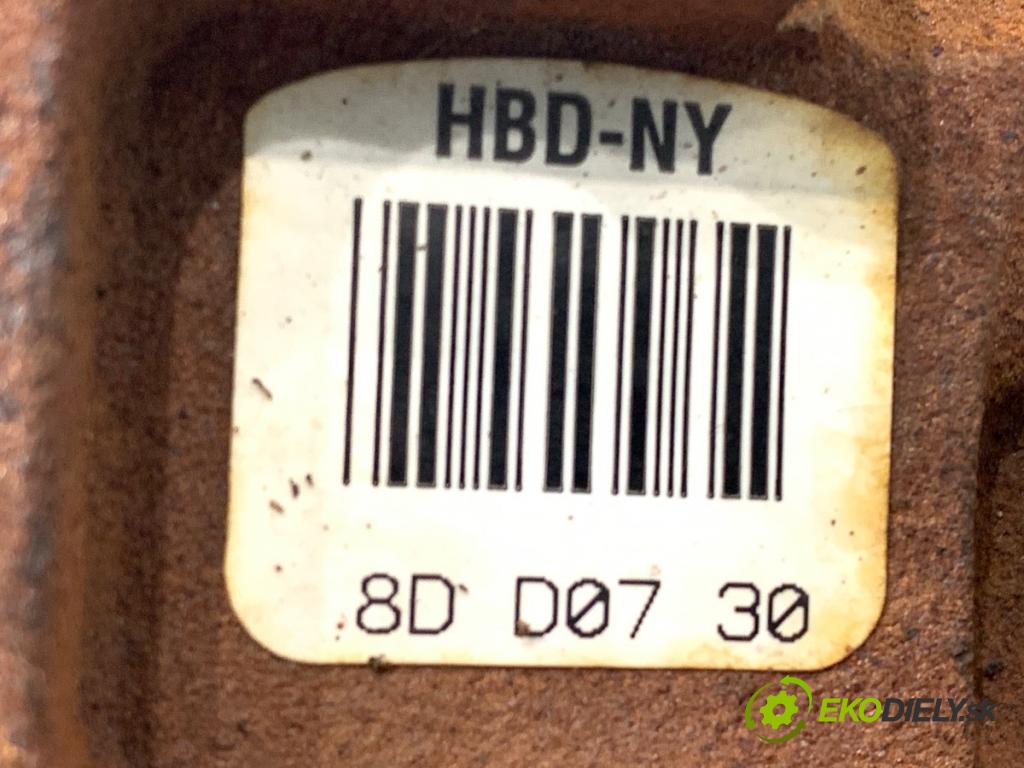 HBD-NY
8D D07 30
EKODIELY.sk